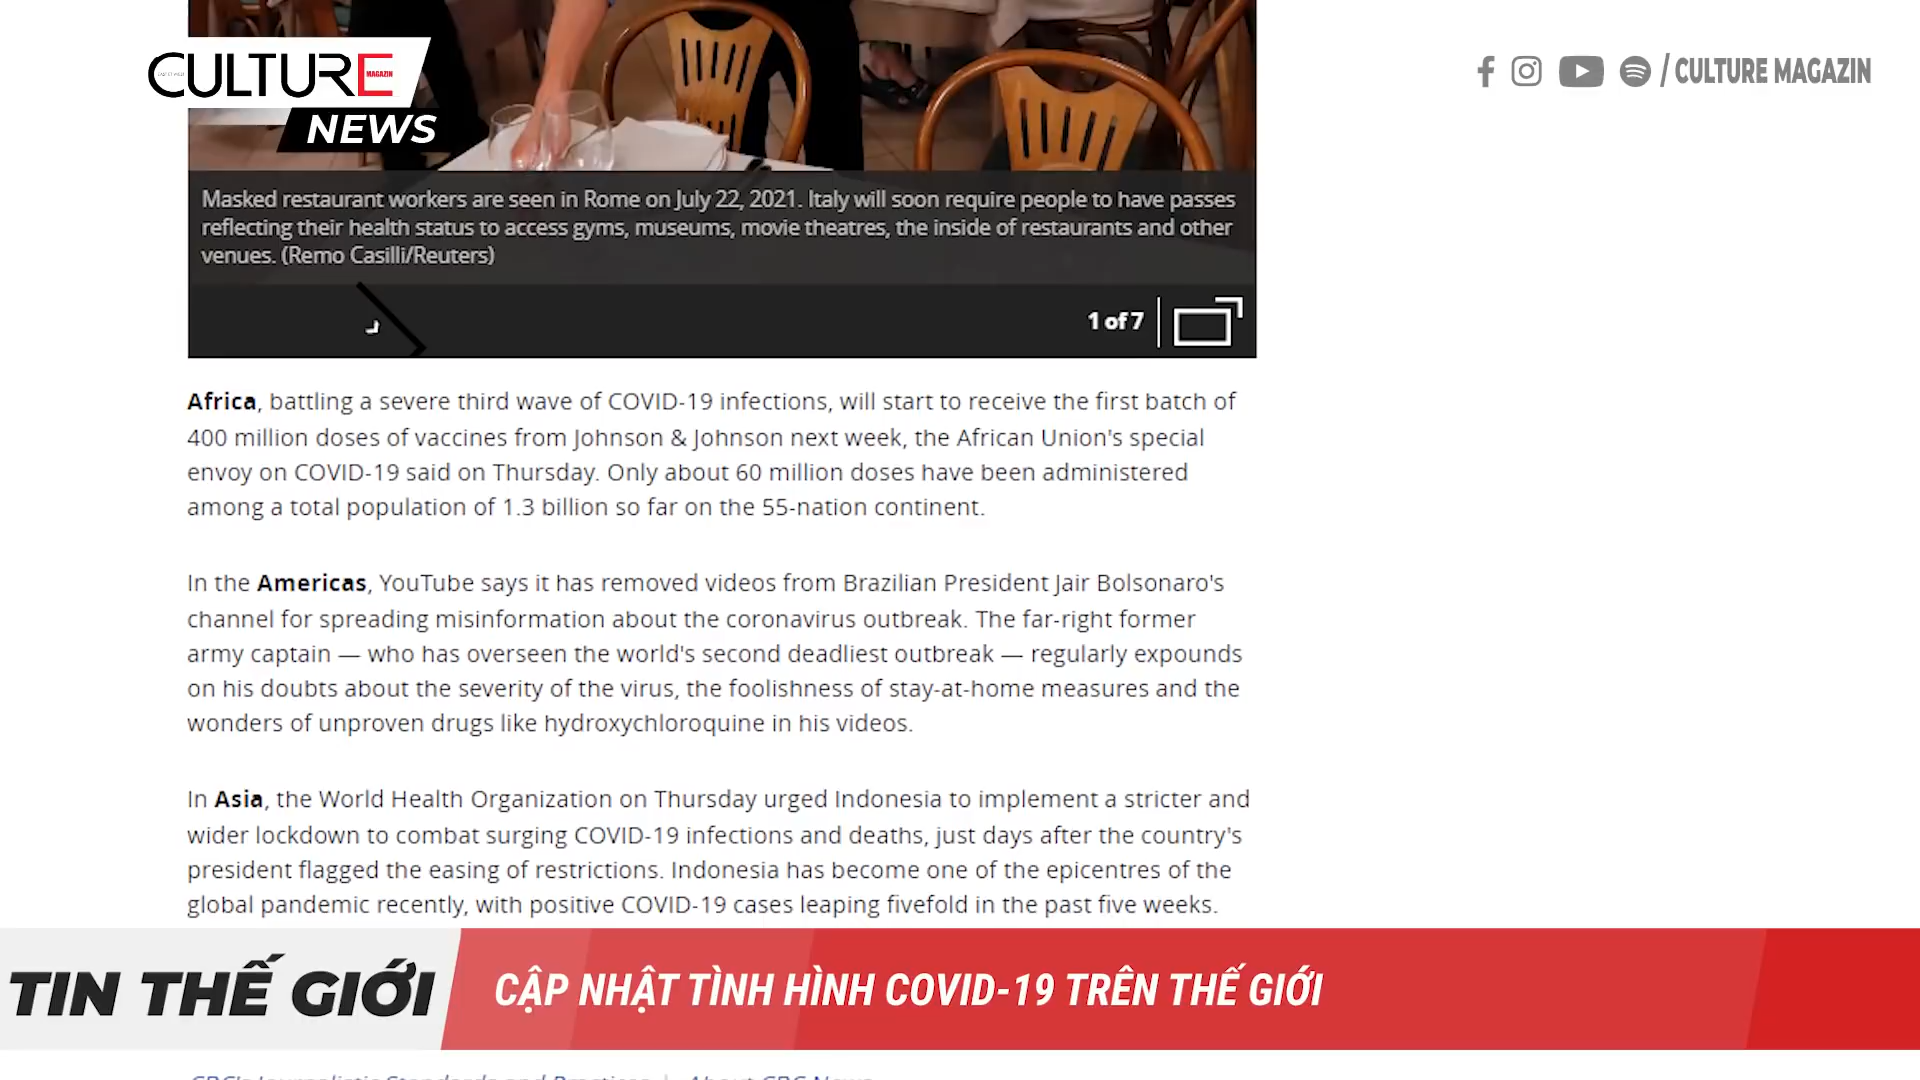 CULTURE
MAGAZIN
NEWS
/ CULTURE MAGAZIN
Masked restaurant workers are seen in Rome on July 22, 2021. Italy will soon require people to have passes
reflecting their health status to access gyms, museums, movie theatres, the inside of restaurants and other
venues. (Remo Casilli/Reuters)
1 of 7
Africa, battling a severe third wave of COVID-19 infections, will start to receive the first batch of
400 million doses of vaccines from Johnson & Johnson next week, the African Union's special
envoy on COVID-19 said on Thursday. Only about 60 million doses have been administered
among a total population of 1.3 billion so far on the 55-nation continent.
In the Americas, YouTube says it has removed videos from Brazilian President Jair Bolsonaro's
channel for spreading misinformation about the coronavirus outbreak. The far-right former
army captain — who has overseen the world's second deadliest outbreak — regularly expounds
on his doubts about the severity of the virus, the foolishness of stay-at-home measures and the
wonders of unproven drugs like hydroxychloroquine in his videos.
In Asia, the World Health Organization on Thursday urged Indonesia to implement a stricter and
wider lockdown to combat surging COVID-19 infections and deaths, just days after the country's
president flagged the easing of restrictions. Indonesia has become one of the epicentres of the
global pandemic recently, with positive COVID-19 cases leaping fivefold in the past five weeks.
TIN THẾ GIỚI
CẬP NHẬT TÌNH HÌNH COVID-19 TRÊN THẾ GIỚI
CBC's Journalistic Standards and Practices | About CBC News